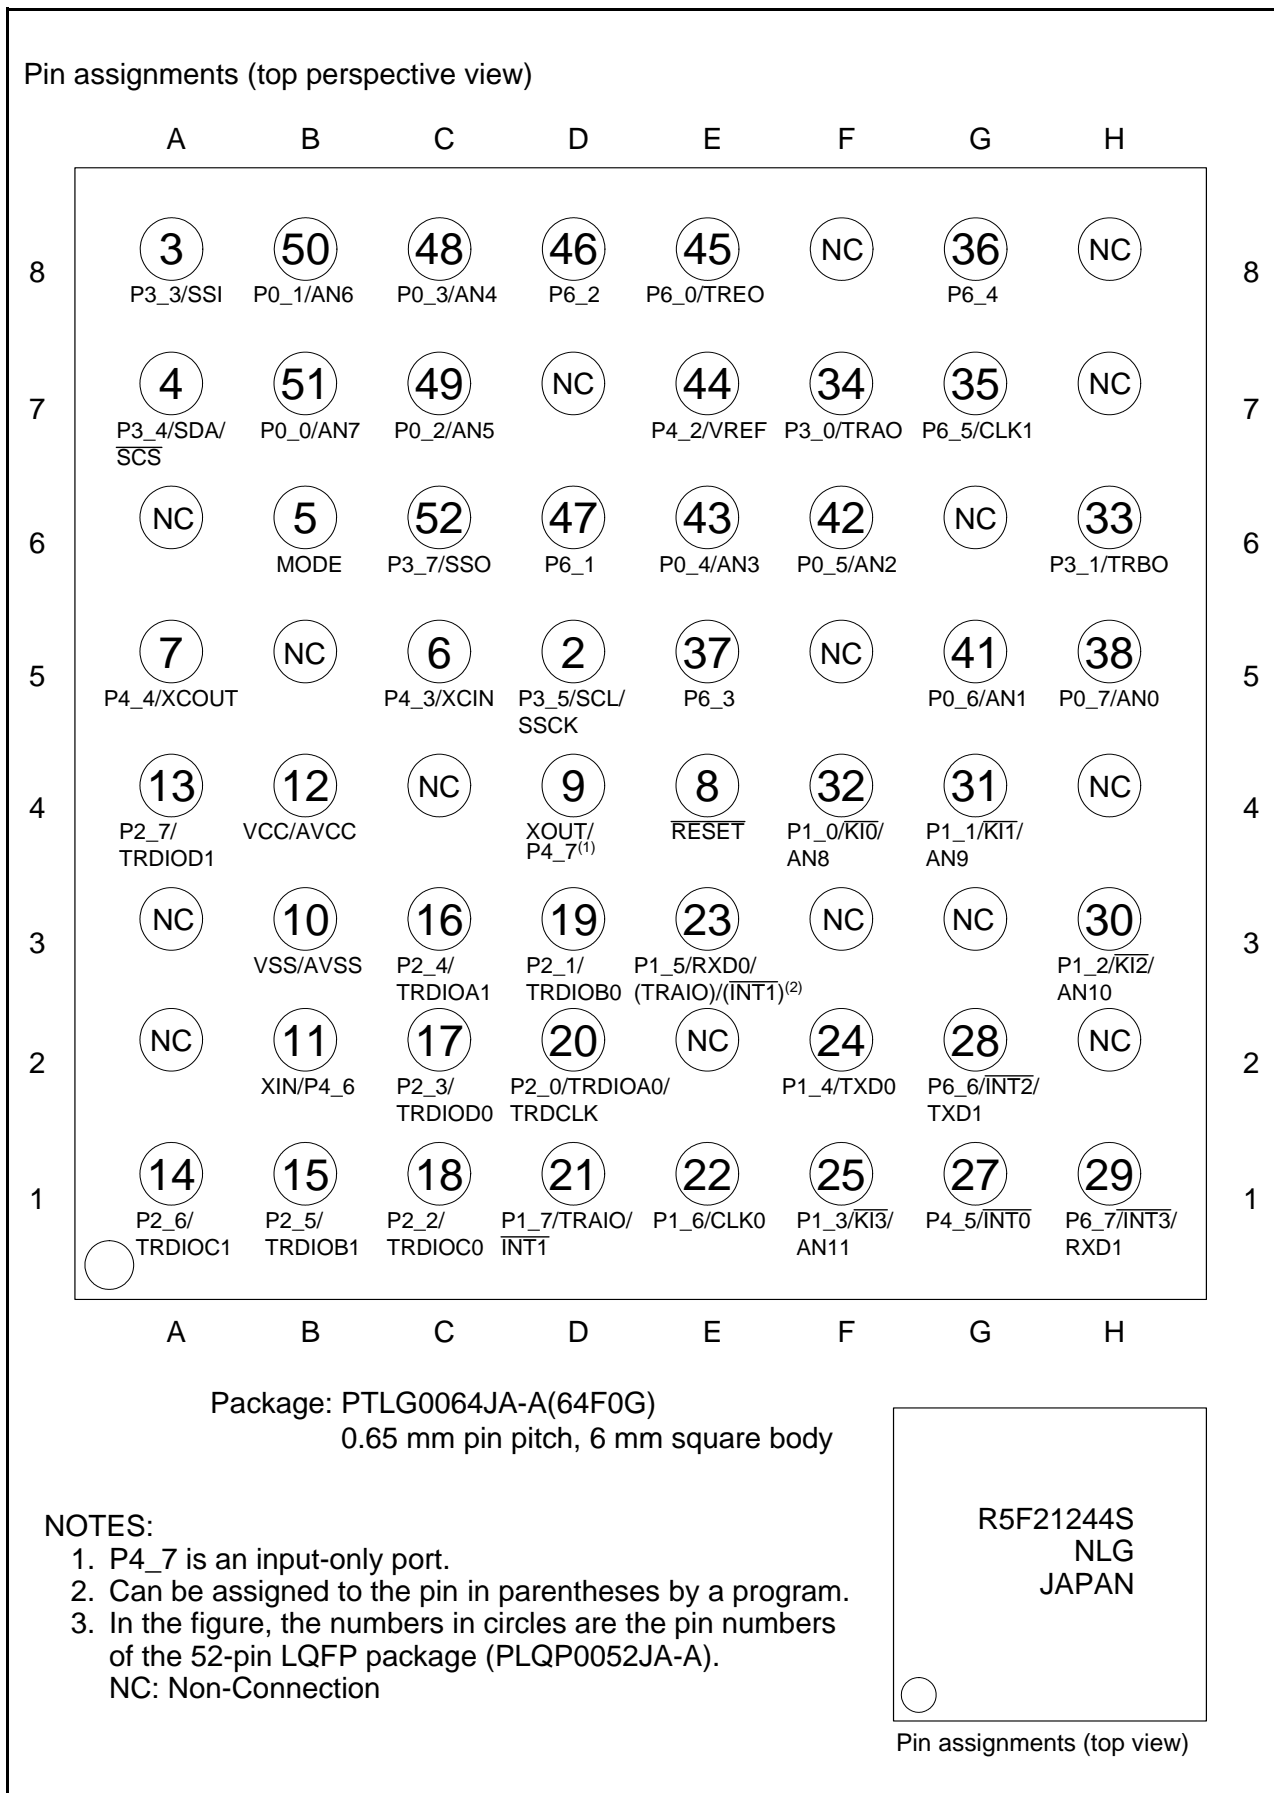 Pin assignments (top perspective view)
A B C D E F G H
3 50 48 46 45 NC 36 NC
8 8
P3_3/SSI P0_1/AN6 P0_3/AN4 P6_2 P6_0/TREO P6_4
4 51 49 NC 44 34 35 NC
7 7
P3_4/SDA/ P0_0/AN7 P0_2/AN5 P4_2/VREF P3_0/TRAO P6_5/CLK1
SCS
NC 5 52 47 43 42 NC 33
6 6
MODE P3_7/SSO P6_1 P0_4/AN3 P0_5/AN2 P3_1/TRBO
7 NC 6 2 37 NC 41 38
5 5
P4_4/XCOUT P4_3/XCIN P3_5/SCL/ P6_3 P0_6/AN1 P0_7/AN0
SSCK
13 12 NC 9 8 32 31 NC
4 4
P2_7/ VCC/AVCC XOUT/ RESET P1_0/KI0/ P1_1/KI1/
TRDIOD1 P4_7(1) AN8 AN9
NC 10 16 19 23 NC NC 30
3 3
VSS/AVSS P2_4/ P2_1/ P1_5/RXD0/ P1_2/KI2/
TRDIOA1 TRDIOB0 (TRAIO)/(INT1)(2) AN10
NC 11 17 20 NC 24 28 NC
2 2
XIN/P4_6 P2_3/ P2_0/TRDIOA0/ P1_4/TXD0 P6_6/INT2/
TRDIOD0 TRDCLK TXD1
14 15 18 21 22 25 27 29
1 1
P2_6/ P2_5/ P2_2/ P1_7/TRAIO/ P1_6/CLK0 P1_3/KI3/ P4_5/INT0 P6_7/INT3/
TRDIOC1 TRDIOB1 TRDIOC0 INT1 AN11 RXD1
A B C D E F G H
Package: PTLG0064JA-A(64F0G)
0.65 mm pin pitch, 6 mm square body
NOTES:
1. P4_7 is an input-only port.
2. Can be assigned to the pin in parentheses by a program.
3. In the figure, the numbers in circles are the pin numbers
of the 52-pin LQFP package (PLQP0052JA-A).
NC: Non-Connection
R5F21244S
NLG
JAPAN
Pin assignments (top view)